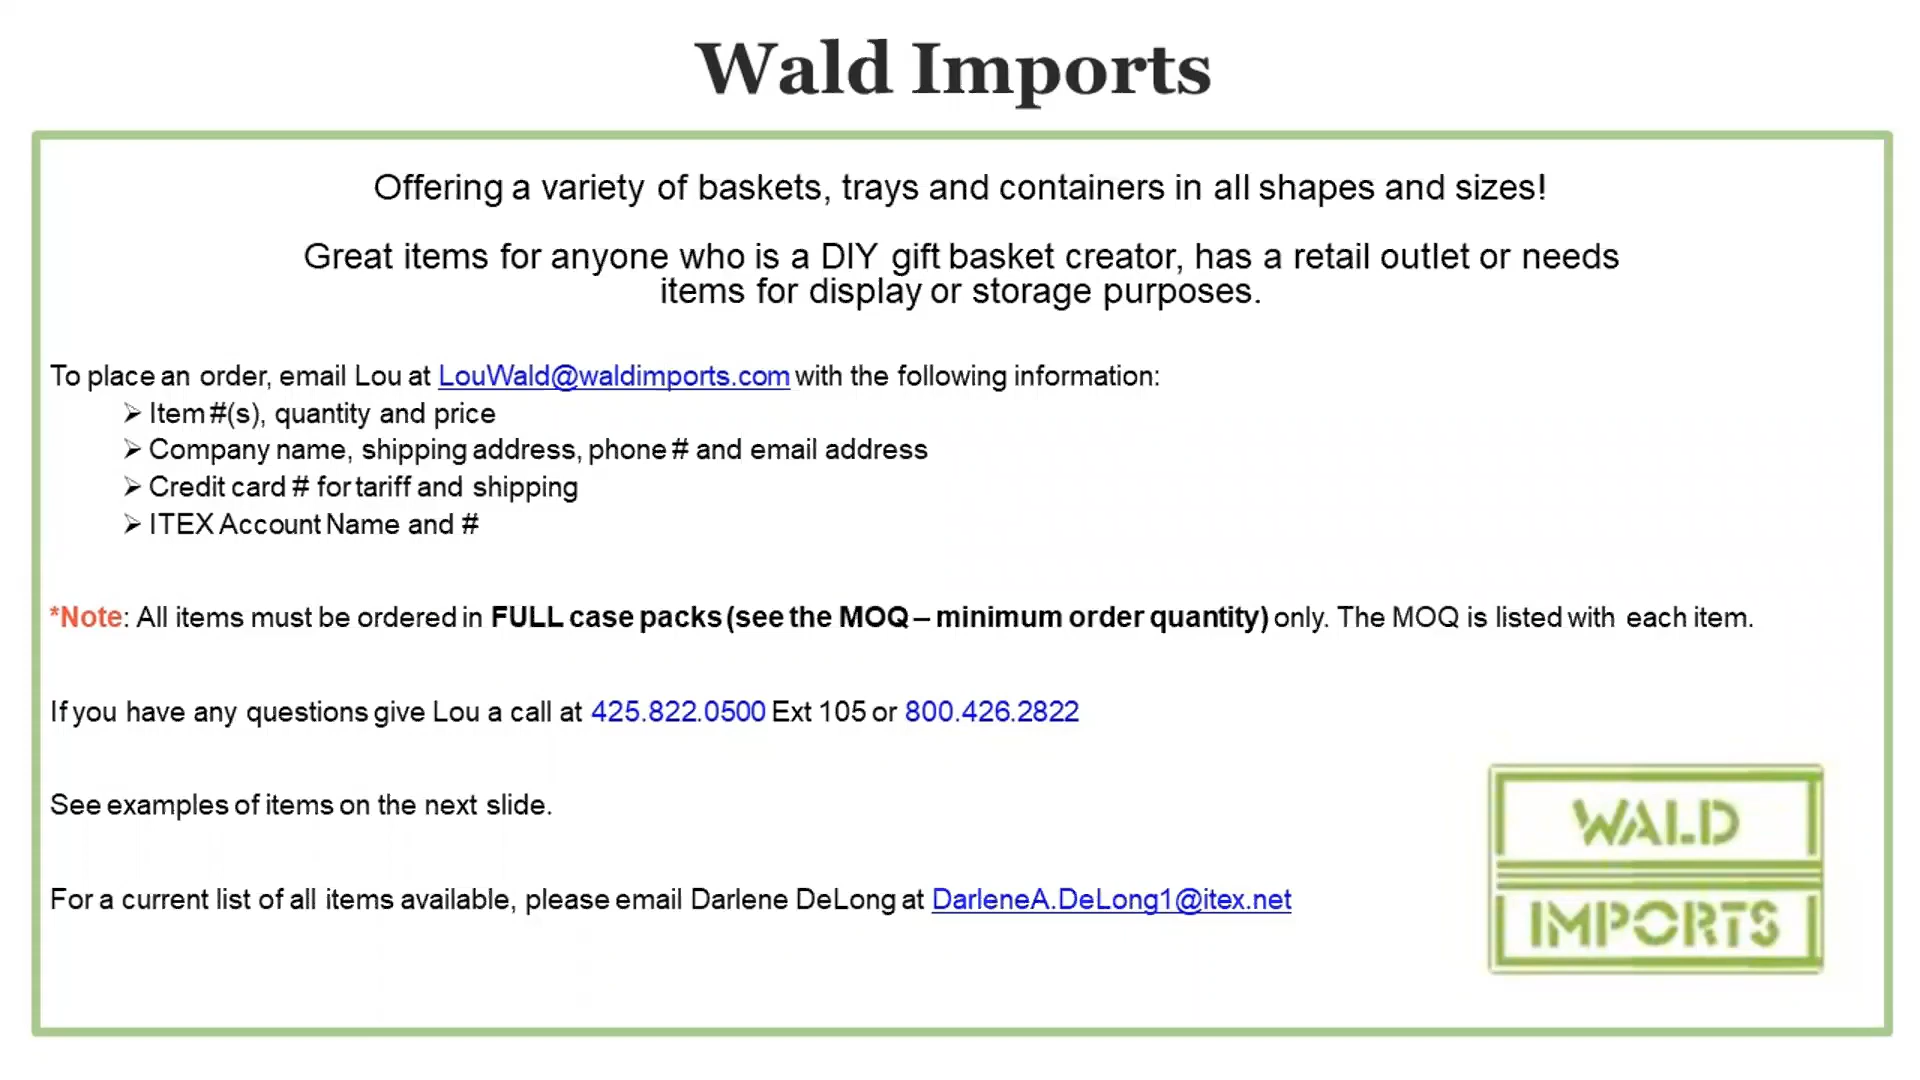 Wald Imports
Offering a variety of baskets, trays and containers in all shapes and sizes!
Great items for anyone who is a DIY gift basket creator, has a retail outlet or needs
items for display or storage purposes.
To place an order, email Lou at LouWald@waldimports.com with the following information:
➢ Item #(s), quantity and price
➢ Company name, shipping address, phone # and email address
➢ Credit card # for tariff and shipping
➢ ITEX Account Name and #
*Note: All items must be ordered in FULL case packs (see the MOQ – minimum order quantity) only. The MOQ is listed with each item.
If you have any questions give Lou a call at 425.822.0500 Ext 105 or 800.426.2822
See examples of items on the next slide.
For a current list of all items available, please email Darlene DeLong at DarleneA.DeLong1@itex.net
WALD
IMPORTS